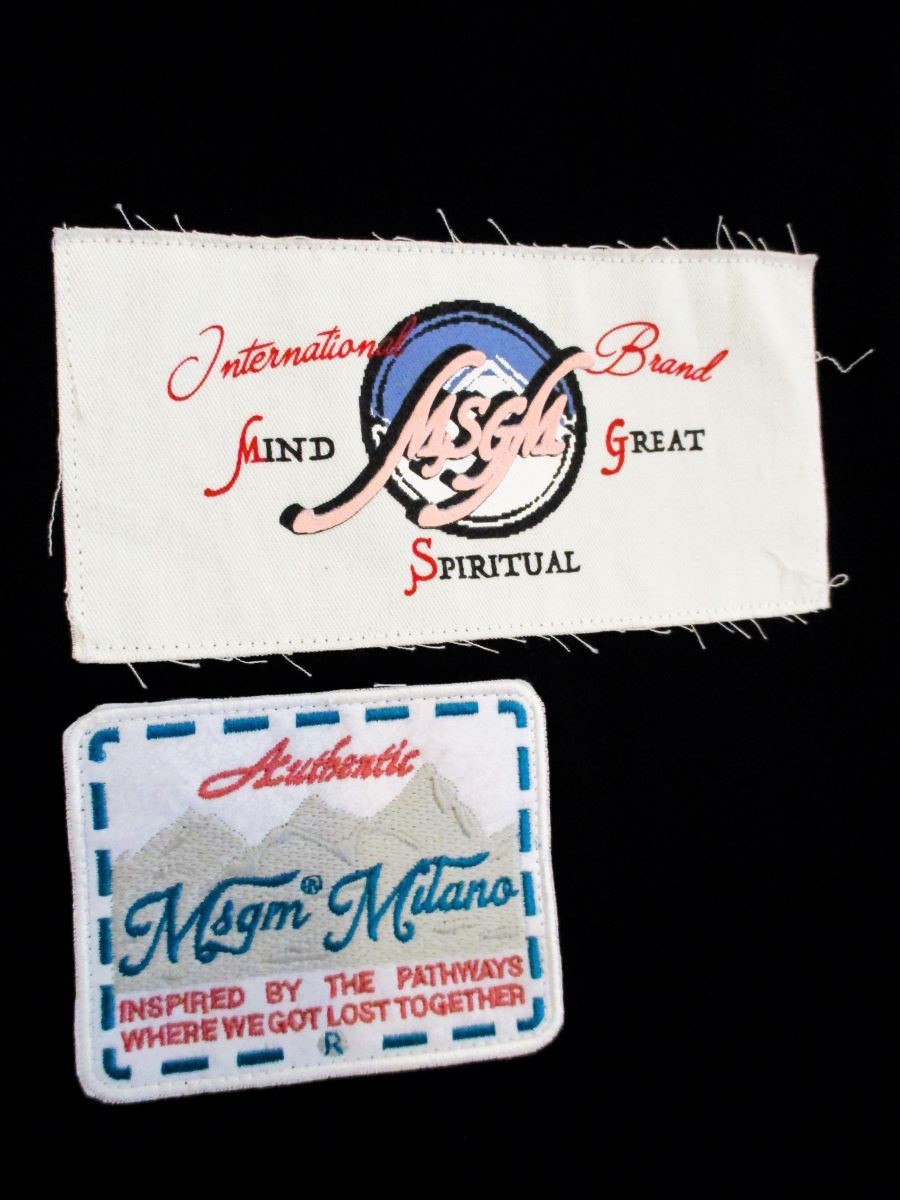 International Brand
MSGM
MIND GREAT
SPIRITUAL
Authentic
Msgm® Milano
INSPIRED BY THE PATHWAYS
WHERE WE GOT LOST TOGETHER
R